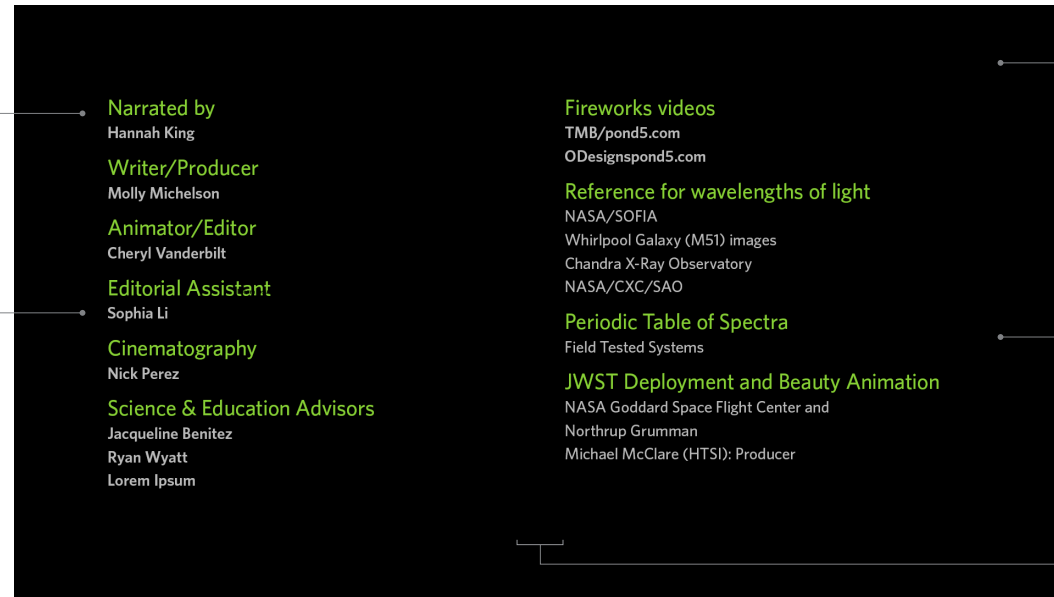 Narrated by
Hannah King
Writer/Producer
Molly Michelson
Animator/Editor
Cheryl Vanderbilt
Editorial Assistant
Sophia Li
Cinematography
Nick Perez
Science & Education Advisors
Jacqueline Benitez
Ryan Wyatt
Lorem Ipsum
Fireworks videos
TMB/pond5.com
ODesignspond5.com
Reference for wavelengths of light
NASA/SOFIA
Whirlpool Galaxy (M51) images
Chandra X-Ray Observatory
NASA/CXC/SAO
Periodic Table of Spectra
Field Tested Systems
JWST Deployment and Beauty Animation
NASA Goddard Space Flight Center and
Northrup Grumman
Michael McClare (HTSI): Producer